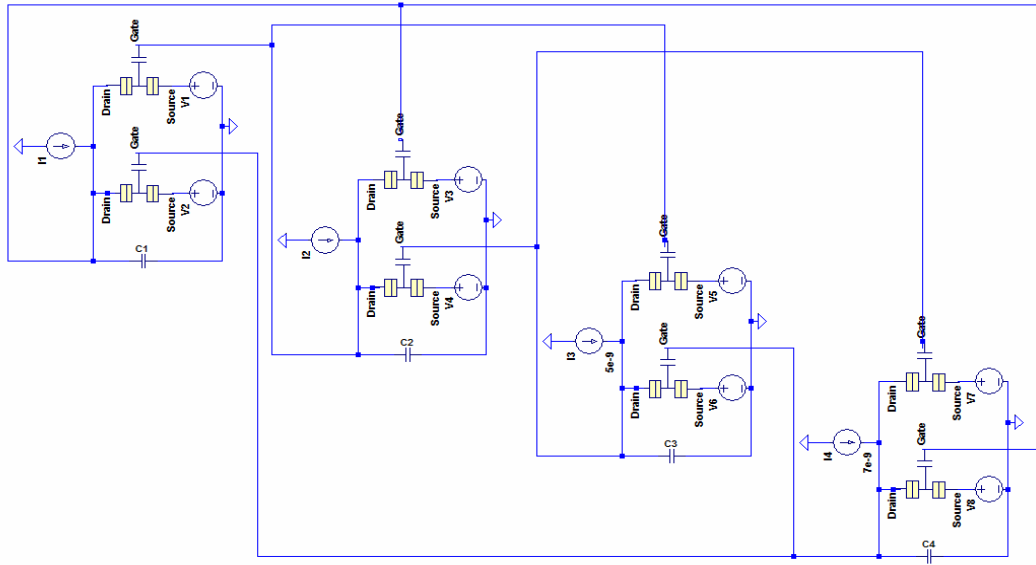 Gate
Drain
Source
V1
I1
Gate
Drain
Source
V2
C1
Gate
Drain
Source
V3
I2
Gate
Drain
Source
V4
C2
Gate
Drain
Source
V5
I3
5e-9
Gate
Drain
Source
V6
C3
Gate
Drain
Source
V7
I4
7e-9
Gate
Drain
Source
V8
C4